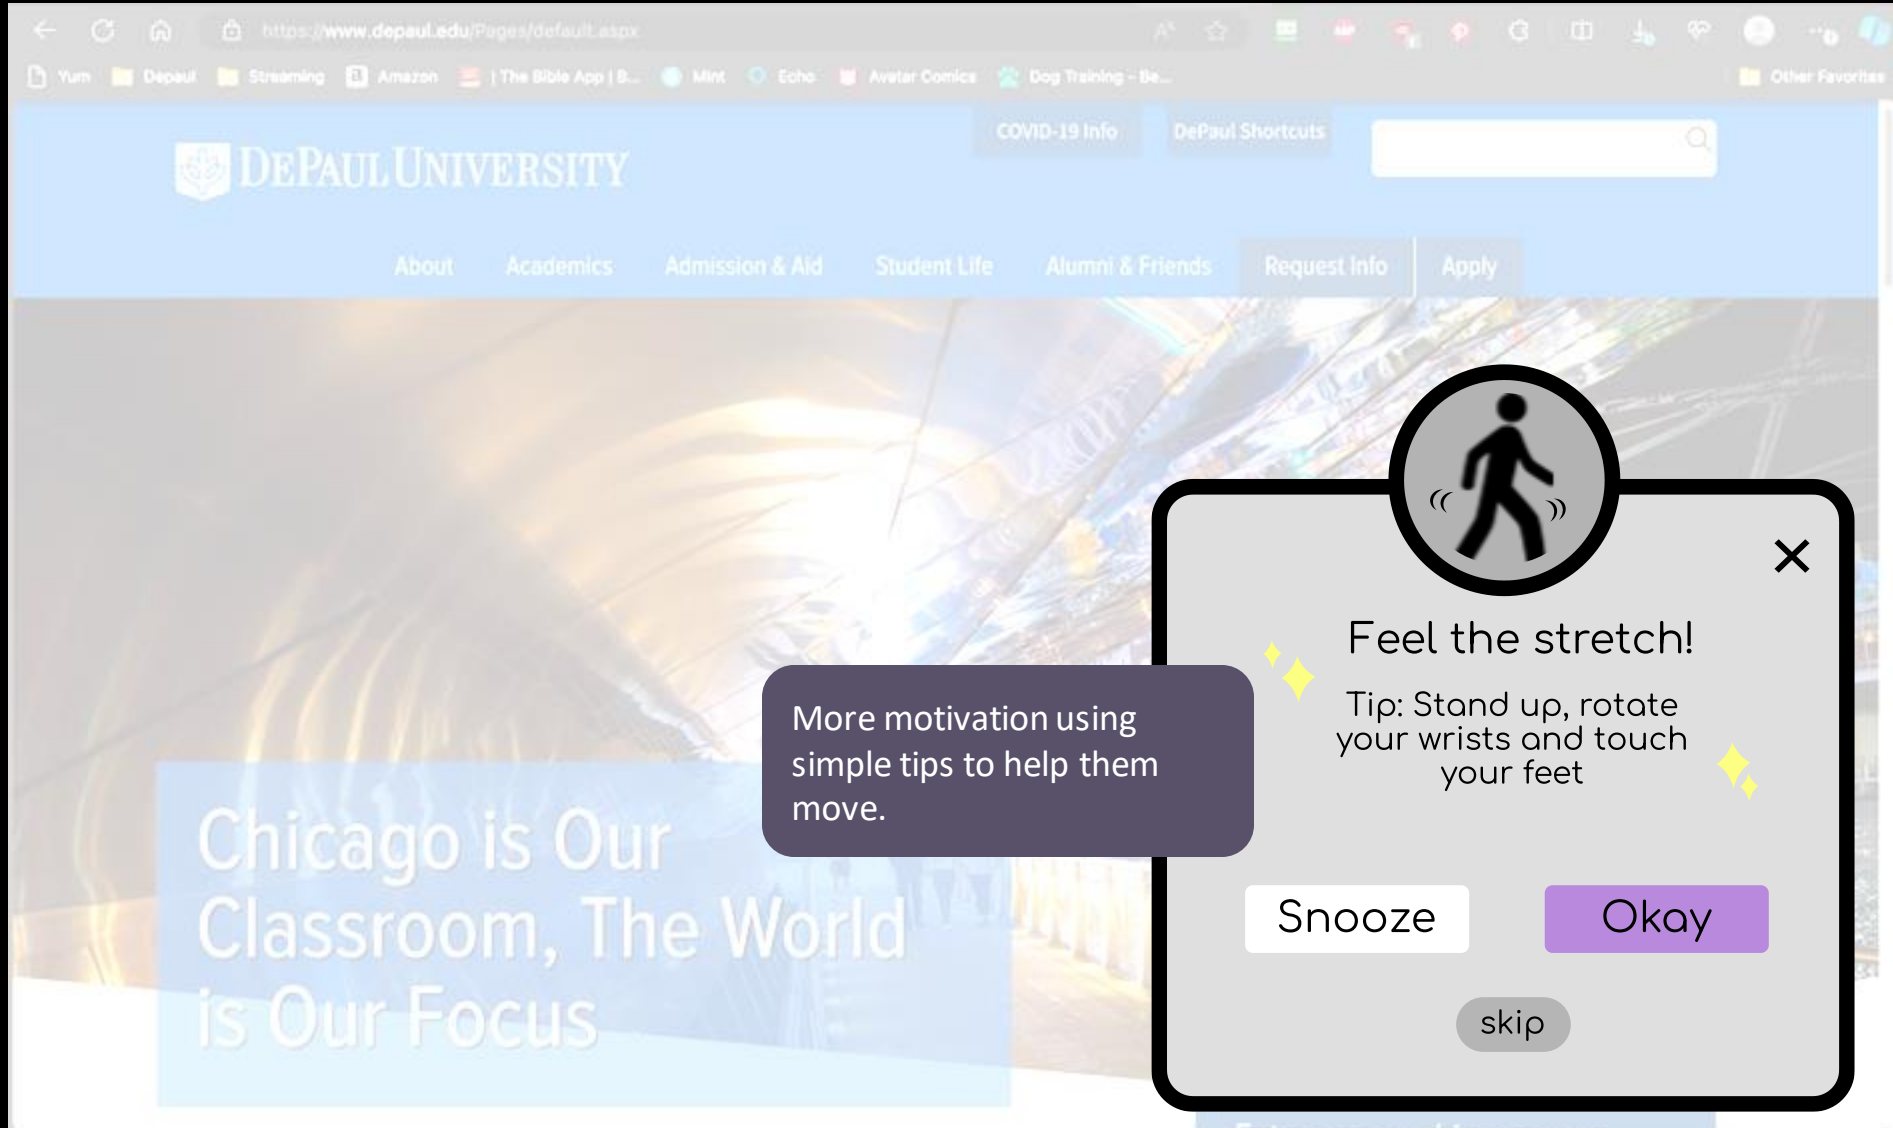 https://www.depaul.edu/Pages/default.aspx
Yum Depaul Streaming Amazon | The Bible App | B... Mint Echo Avatar Comics Dog Training - Be... Other Favorites
COVID-19 Info DePaul Shortcuts
DEPAUL UNIVERSITY
About Academics Admission & Aid Student Life Alumni & Friends Request Info Apply
Feel the stretch!
Tip: Stand up, rotate
your wrists and touch
your feet
More motivation using
simple tips to help them
move.
Chicago is Our
Classroom, The World
is Our Focus
Snooze Okay
skip